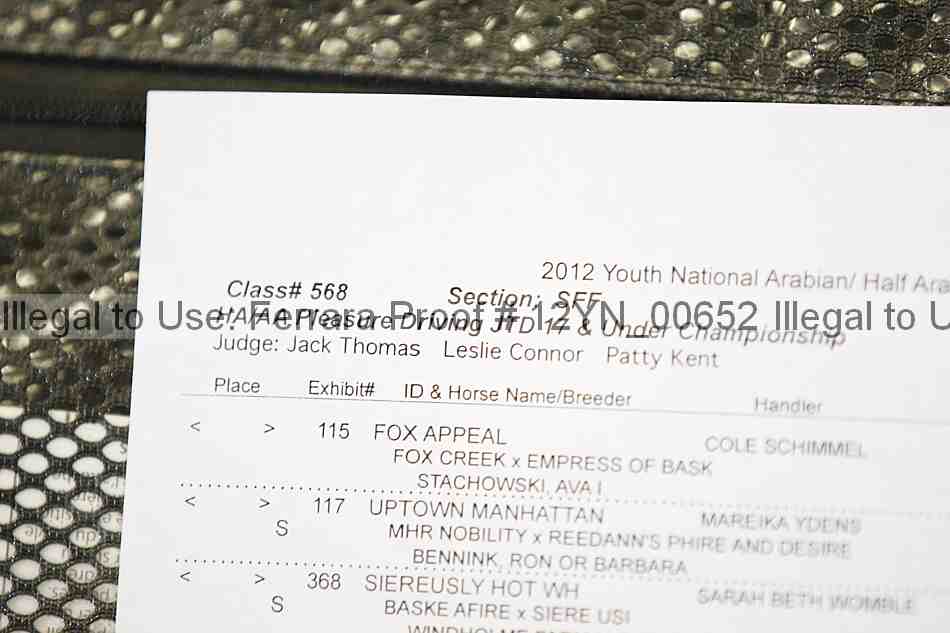 2012 Youth National Arabian/ Half Ara
Class# 568 Section: SFF
Illegal to Use. Ferrara Proof # 12YN_00652 Illegal to U
HA/AA Pleasure Driving JTD 17 & Under Championship
Judge: Jack Thomas Leslie Connor Patty Kent
Place Exhibit# ID & Horse Name/Breeder Handler
< > 115 FOX APPEAL COLE SCHIMMEL
FOX CREEK x EMPRESS OF BASK
STACHOWSKI, AVA I
< > 117 UPTOWN MANHATTAN MAREIKA YDENS
S MHR NOBILITY x REEDANN'S PHIRE AND DESIRE
BENNINK, RON OR BARBARA
< > 368 SIEREUSLY HOT WH SARAH BETH WOMBLE
S BASKE AFIRE x SIERE USI